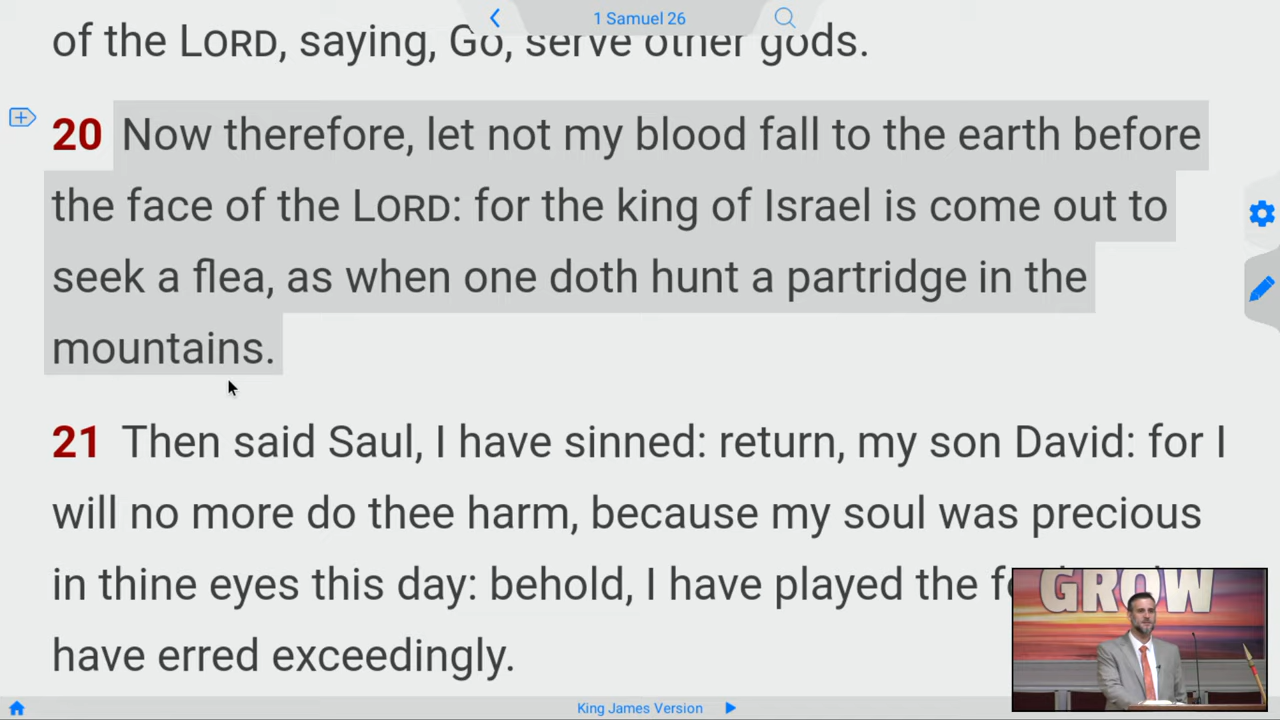 1 Samuel 26
of the LORD, saying, Go, serve other gods.
20 Now therefore, let not my blood fall to the earth before
the face of the LORD: for the king of Israel is come out to
seek a flea, as when one doth hunt a partridge in the
mountains.
21 Then said Saul, I have sinned: return, my son David: for I
will no more do thee harm, because my soul was precious
in thine eyes this day: behold, I have played the
have erred exceedingly.
GROW
King James Version